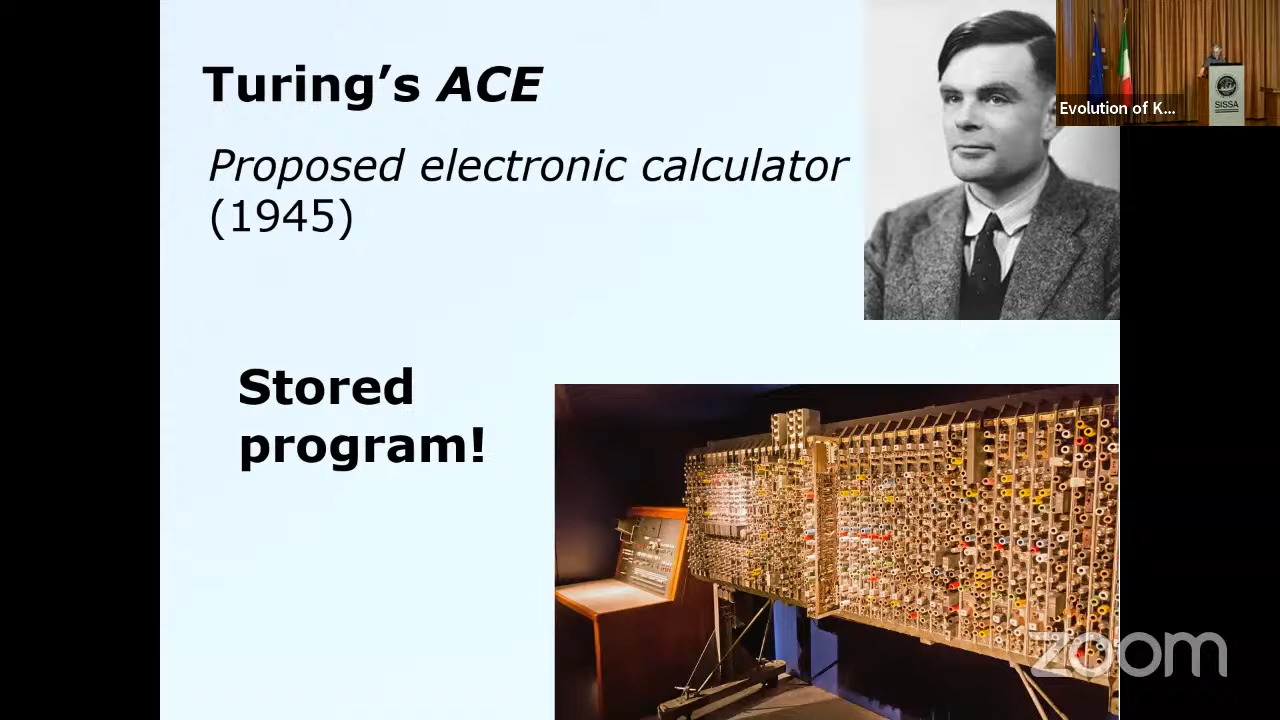 Turing's ACE
Proposed electronic calculator
(1945)
Stored
program!
Evolution of K...
SISSA
zoom